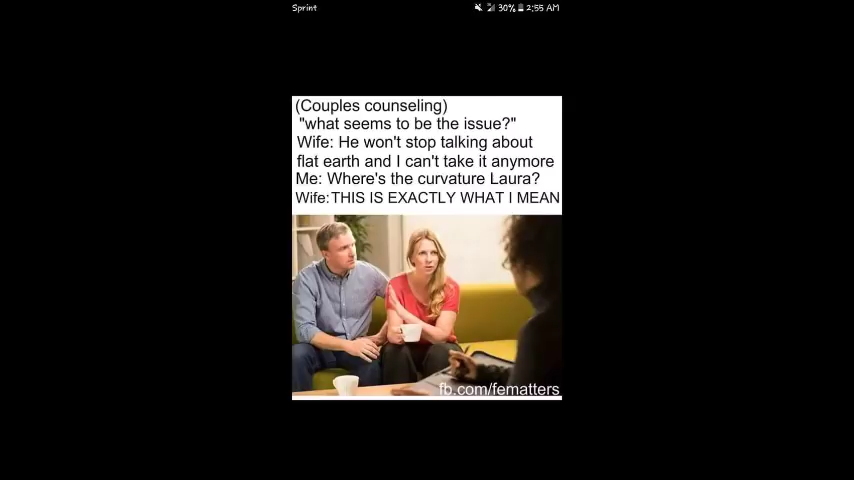 Sprint
30% 2:55 AM
(Couples counseling)
"what seems to be the issue?"
Wife: He won't stop talking about
flat earth and I can't take it anymore
Me: Where's the curvature Laura?
Wife:THIS IS EXACTLY WHAT I MEAN
fb.com/fematters